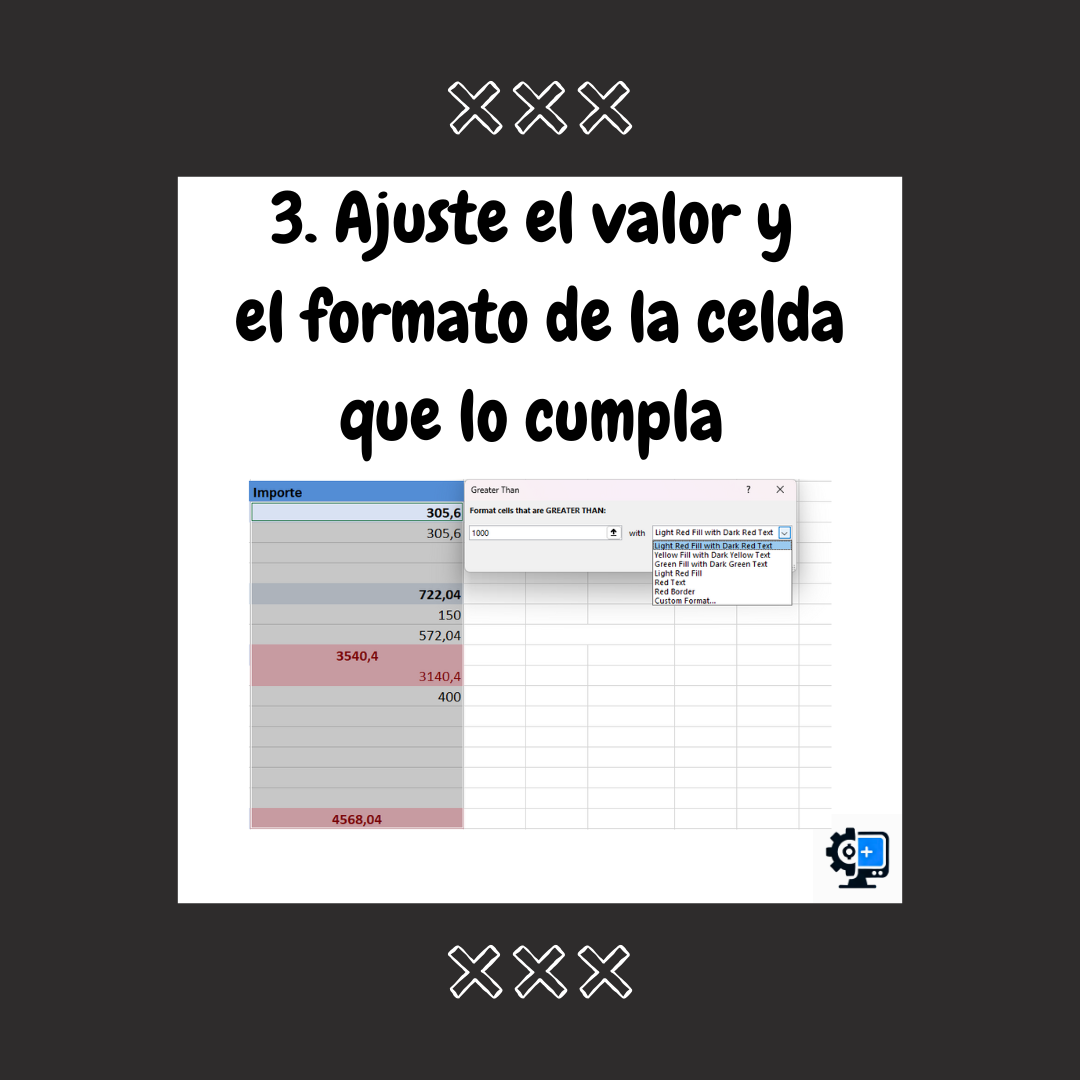 3. Ajuste el valor y
el formato de la celda
que lo cumpla
Importe
305,6
305,6
722,04
150
572,04
3540,4
3140,4
400
4568,04
Greater Than
?
Format cells that are GREATER THAN:
1000
with
Light Red Fill with Dark Red Text
Light Red Fill with Dark Red Text
Yellow Fill with Dark Yellow Text
Green Fill with Dark Green Text
Light Red Fill
Red Text
Red Border
Custom Format...